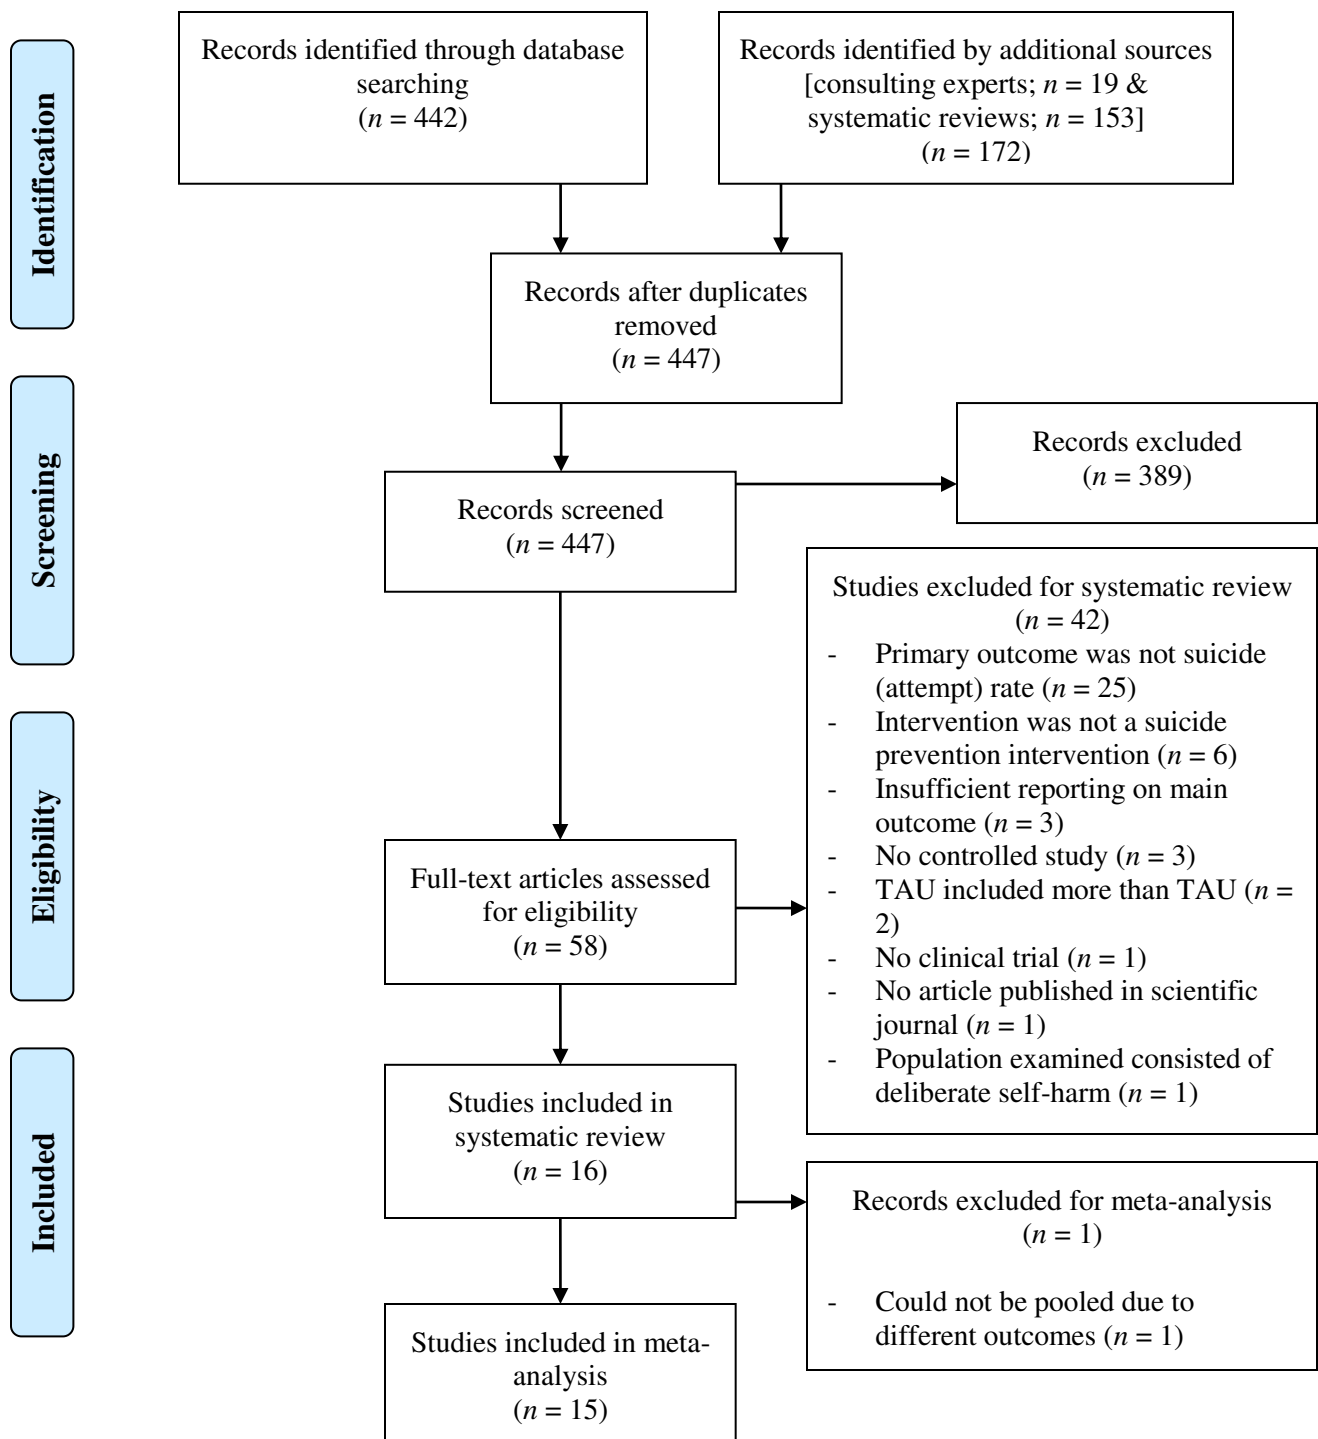 Identification
Records identified through database
searching
(n = 442)
Records identified by additional sources
[consulting experts; n = 19 &
systematic reviews; n = 153]
(n = 172)
Records after duplicates
removed
(n = 447)
Screening
Records screened
(n = 447)
Records excluded
(n = 389)
Eligibility
Full-text articles assessed
for eligibility
(n = 58)
Studies excluded for systematic review
(n = 42)
- Primary outcome was not suicide
(attempt) rate (n = 25)
- Intervention was not a suicide
prevention intervention (n = 6)
- Insufficient reporting on main
outcome (n = 3)
- No controlled study (n = 3)
- TAU included more than TAU (n =
2)
- No clinical trial (n = 1)
- No article published in scientific
journal (n = 1)
- Population examined consisted of
deliberate self-harm (n = 1)
Included
Studies included in
systematic review
(n = 16)
Records excluded for meta-analysis
(n = 1)
- Could not be pooled due to
different outcomes (n = 1)
Studies included in meta-
analysis
(n = 15)